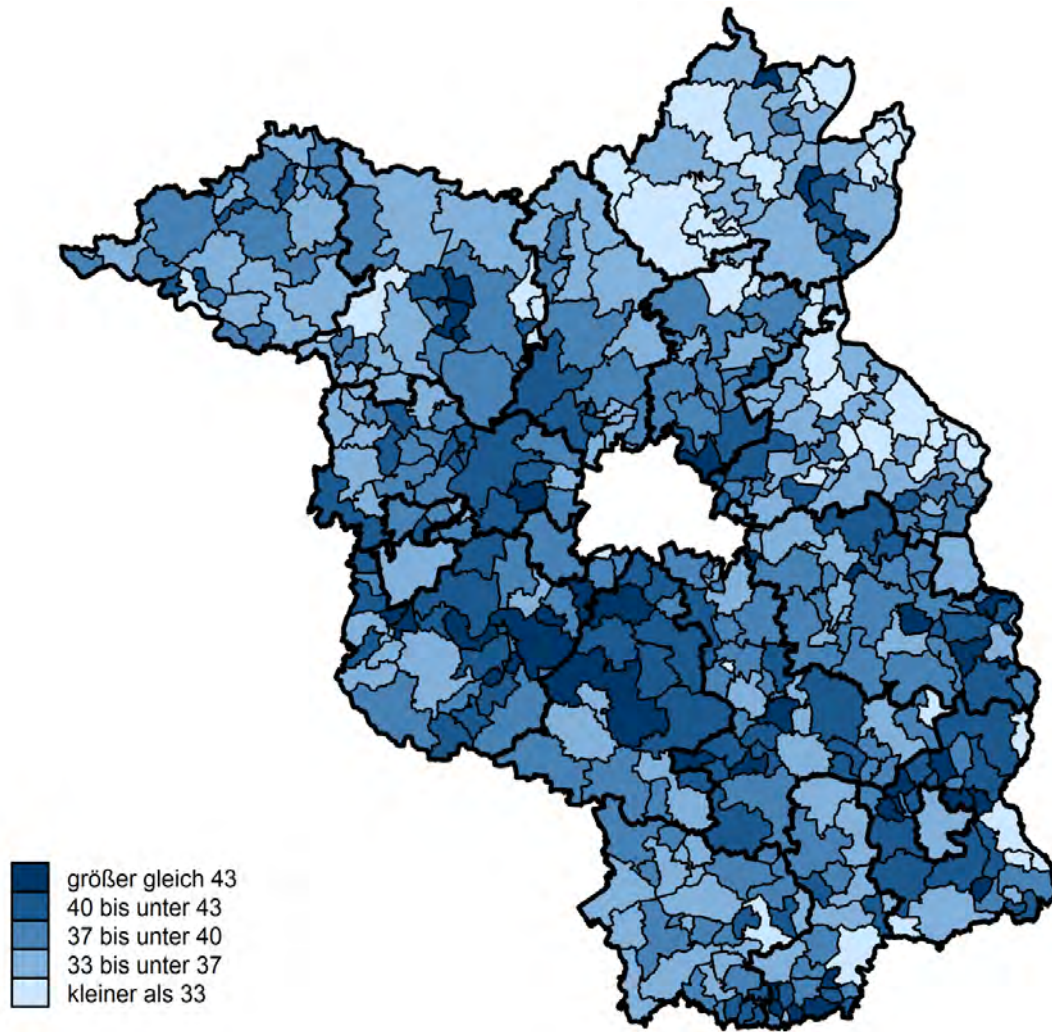 größer gleich 43
40 bis unter 43
37 bis unter 40
33 bis unter 37
kleiner als 33